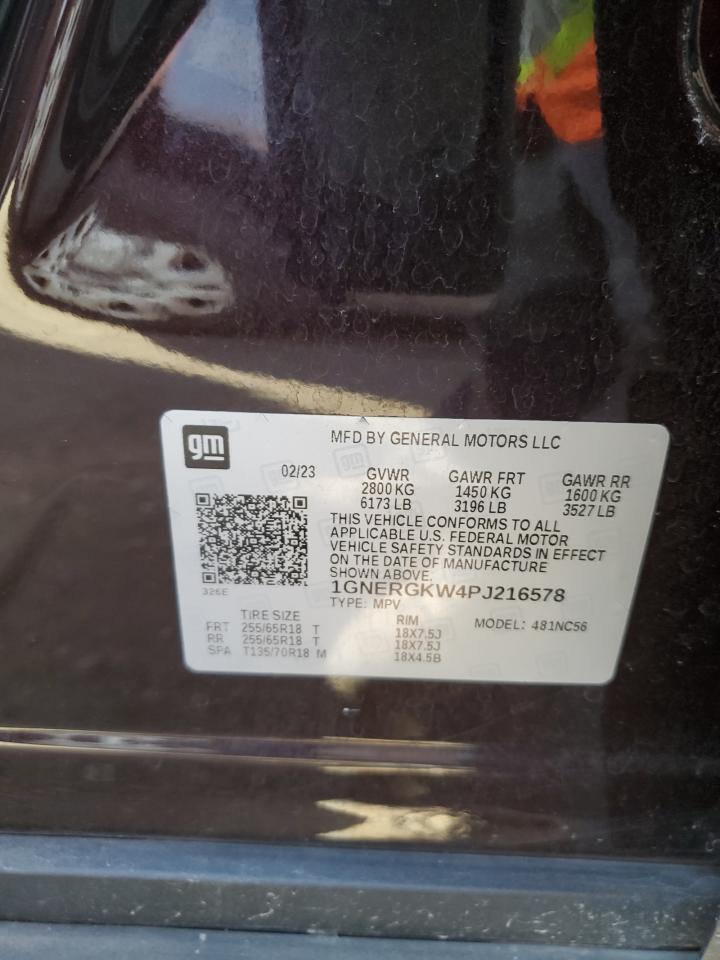 gm
MFD BY GENERAL MOTORS LLC
02/23 GVWR GAWR FRT GAWR RR
2800 KG 1450 KG 1600 KG
6173 LB 3196 LB 3527 LB
THIS VEHICLE CONFORMS TO ALL
APPLICABLE U.S. FEDERAL MOTOR
VEHICLE SAFETY STANDARDS IN EFFECT
ON THE DATE OF MANUFACTURE
SHOWN ABOVE.
326E
1GNERGKW4PJ216578
TYPE: MPV
TIRE SIZE RIM MODEL: 481NC56
FRT 255/65R18 T 18X7.5J
RR 255/65R18 T 18X7.5J
SPA T135/70R18 M 18X4.5B